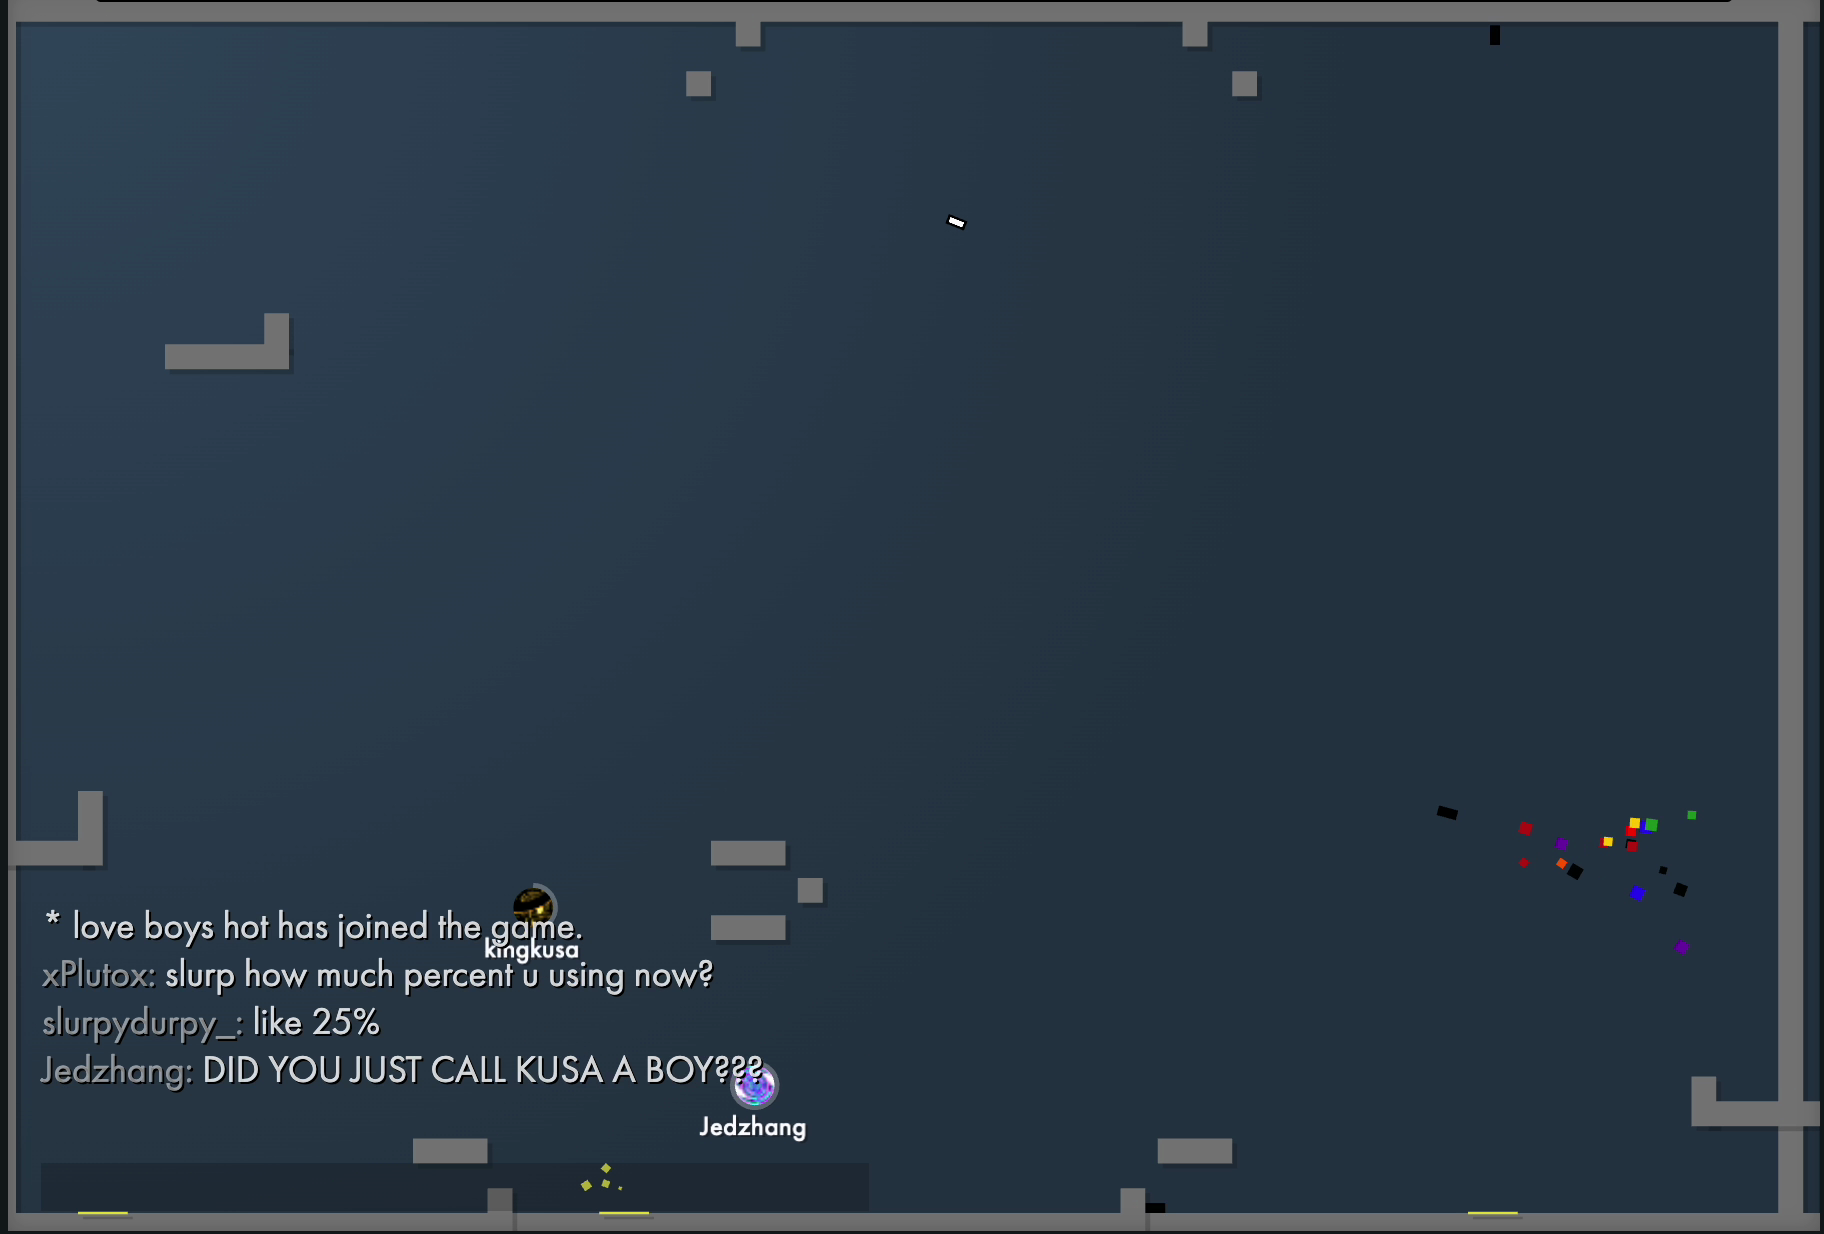 * love boys hot has joined the game.
kingkusa
xPlutox: slurp how much percent u using now?
slurpydurpy_: like 25%
Jedzhang: DID YOU JUST CALL KUSA A BOY???
Jedzhang